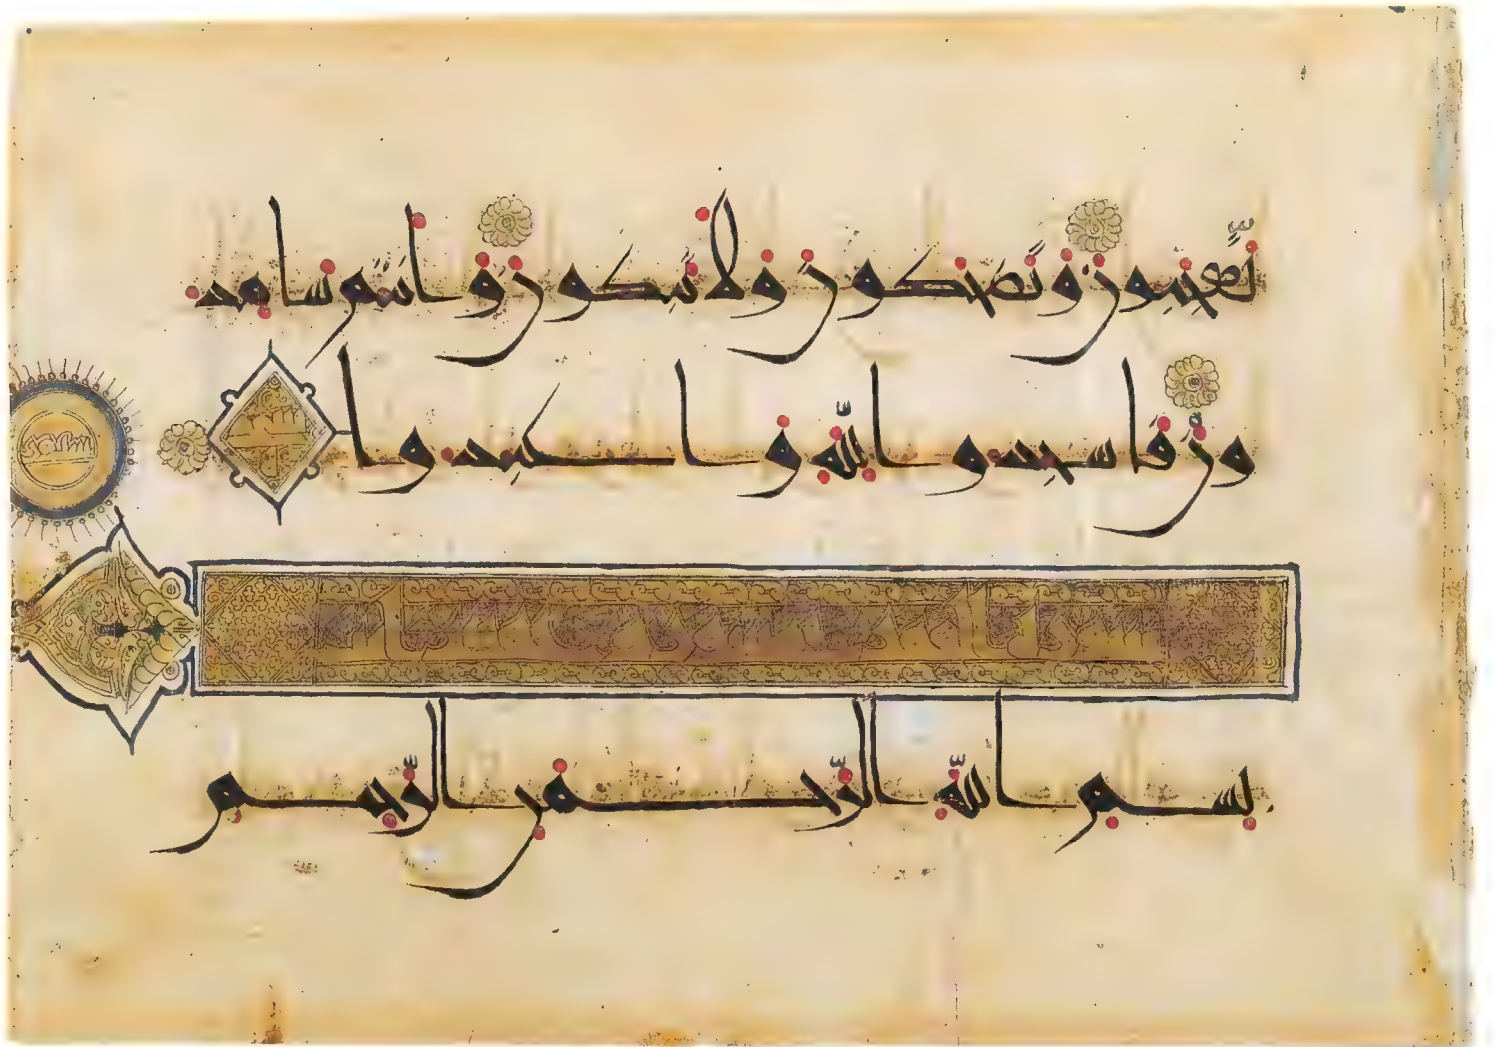 تعجبون وتضحكون ولا تبكون وانتم سامد
ون فاسجدوا لله واعبدوا
بسم الله الرحمن الرحيم